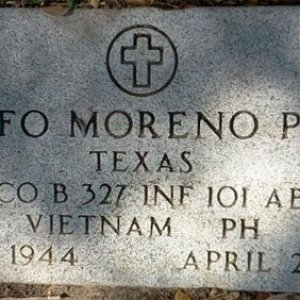 FO MORENO P
TEXAS
CO B 327 INF 101 AB
VIETNAM PH
1944 APRIL 2